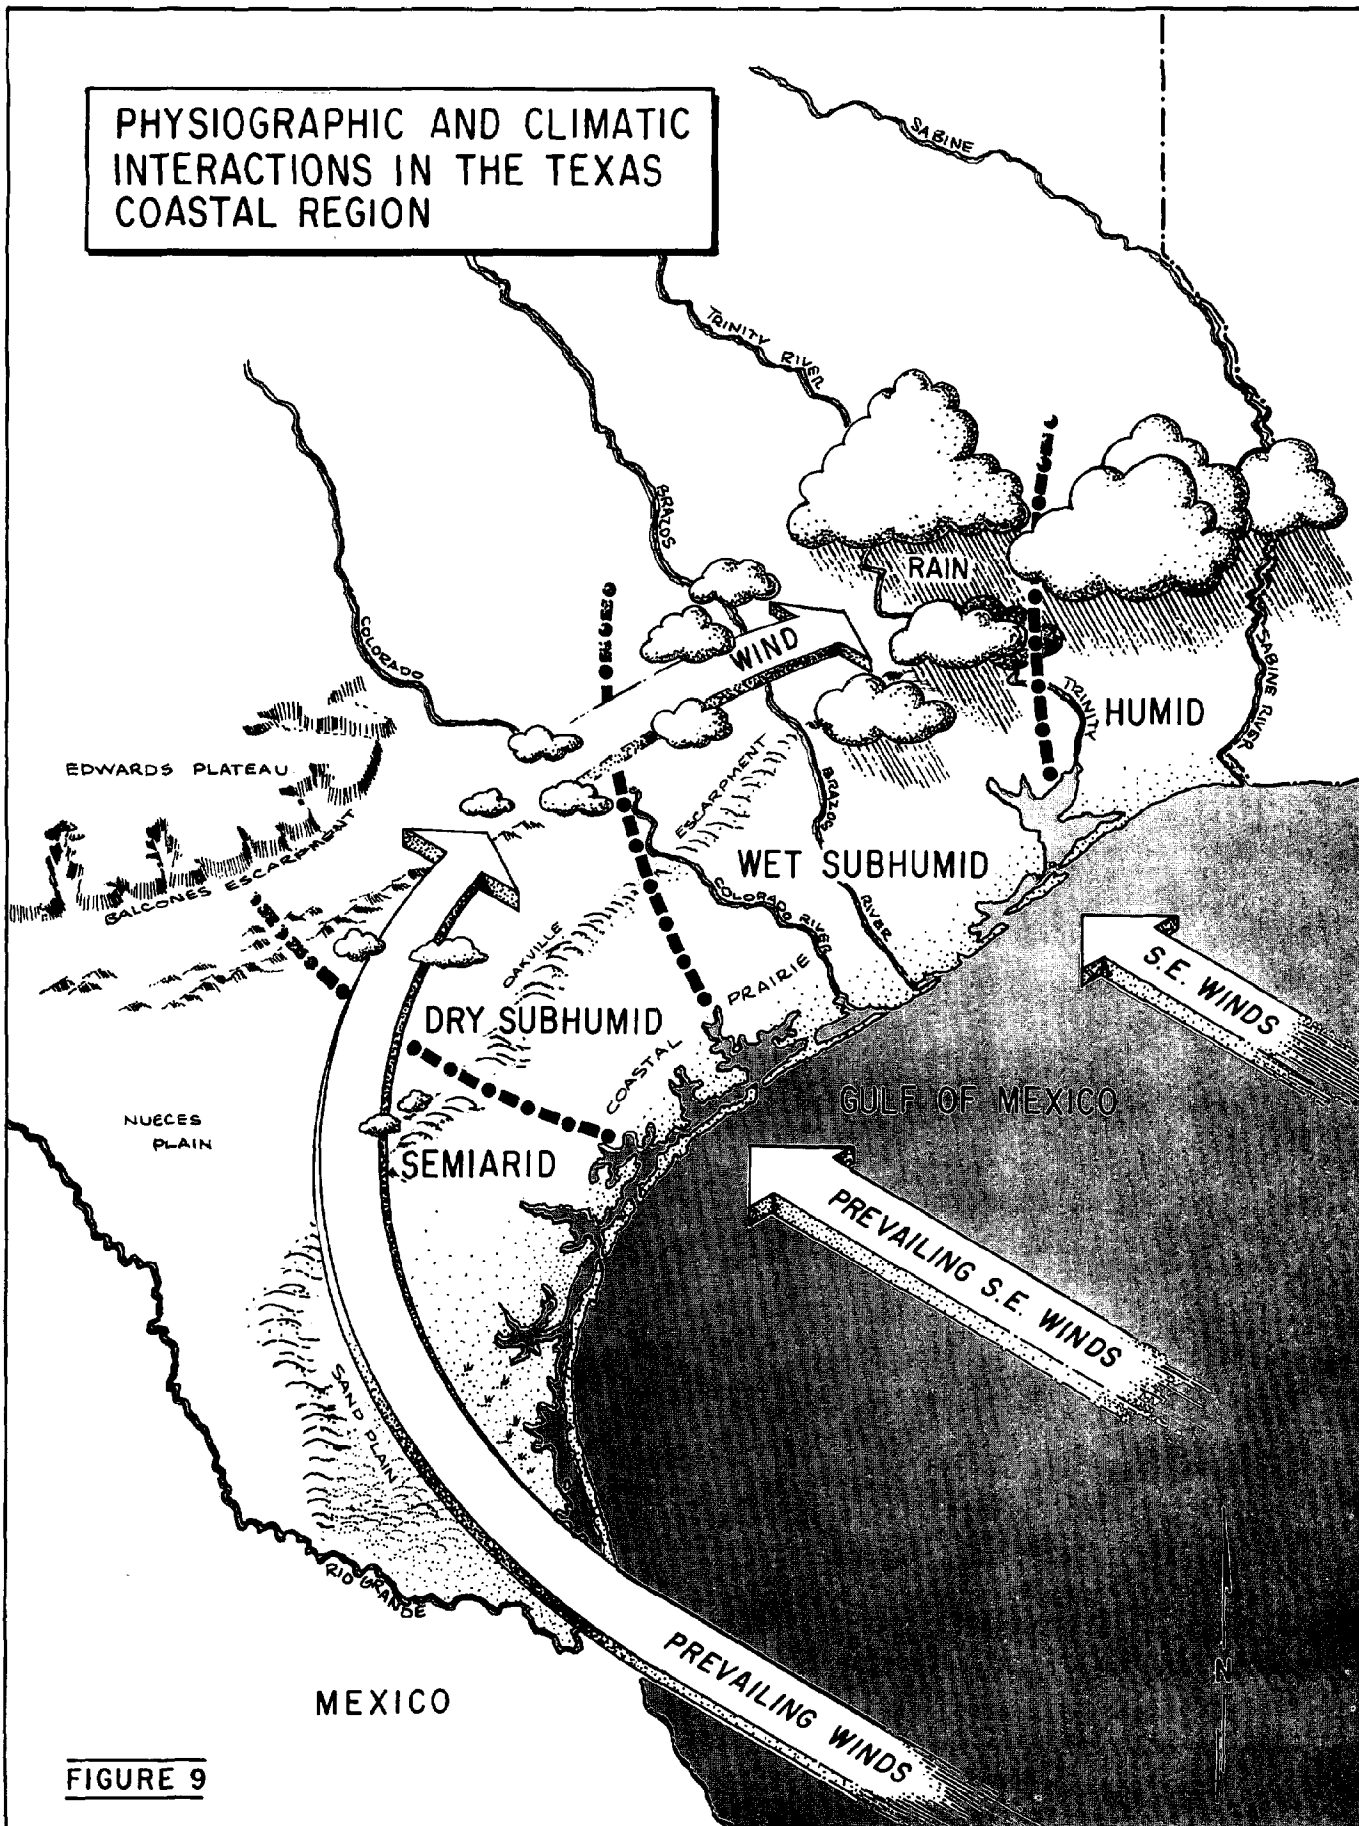 PHYSIOGRAPHIC AND CLIMATIC
INTERACTIONS IN THE TEXAS
COASTAL REGION
SABINE
TRINITY RIVER
BRAZOS
RAIN
COLORADO
WIND
SABINE RIVER
TRINITY
HUMID
EDWARDS PLATEAU
BALCONES ESCARPMENT
ESCARPMENT
BRAZOS
WET SUBHUMID
COLORADO RIVER
RIVER
OAKVILLE
PRAIRIE
S.E. WINDS
DRY SUBHUMID
COASTAL
GULF OF MEXICO
NUECES
PLAIN
SEMIARID
PREVAILING S.E. WINDS
SAND PLAIN
RIO GRANDE
PREVAILING WINDS
N
MEXICO
FIGURE 9